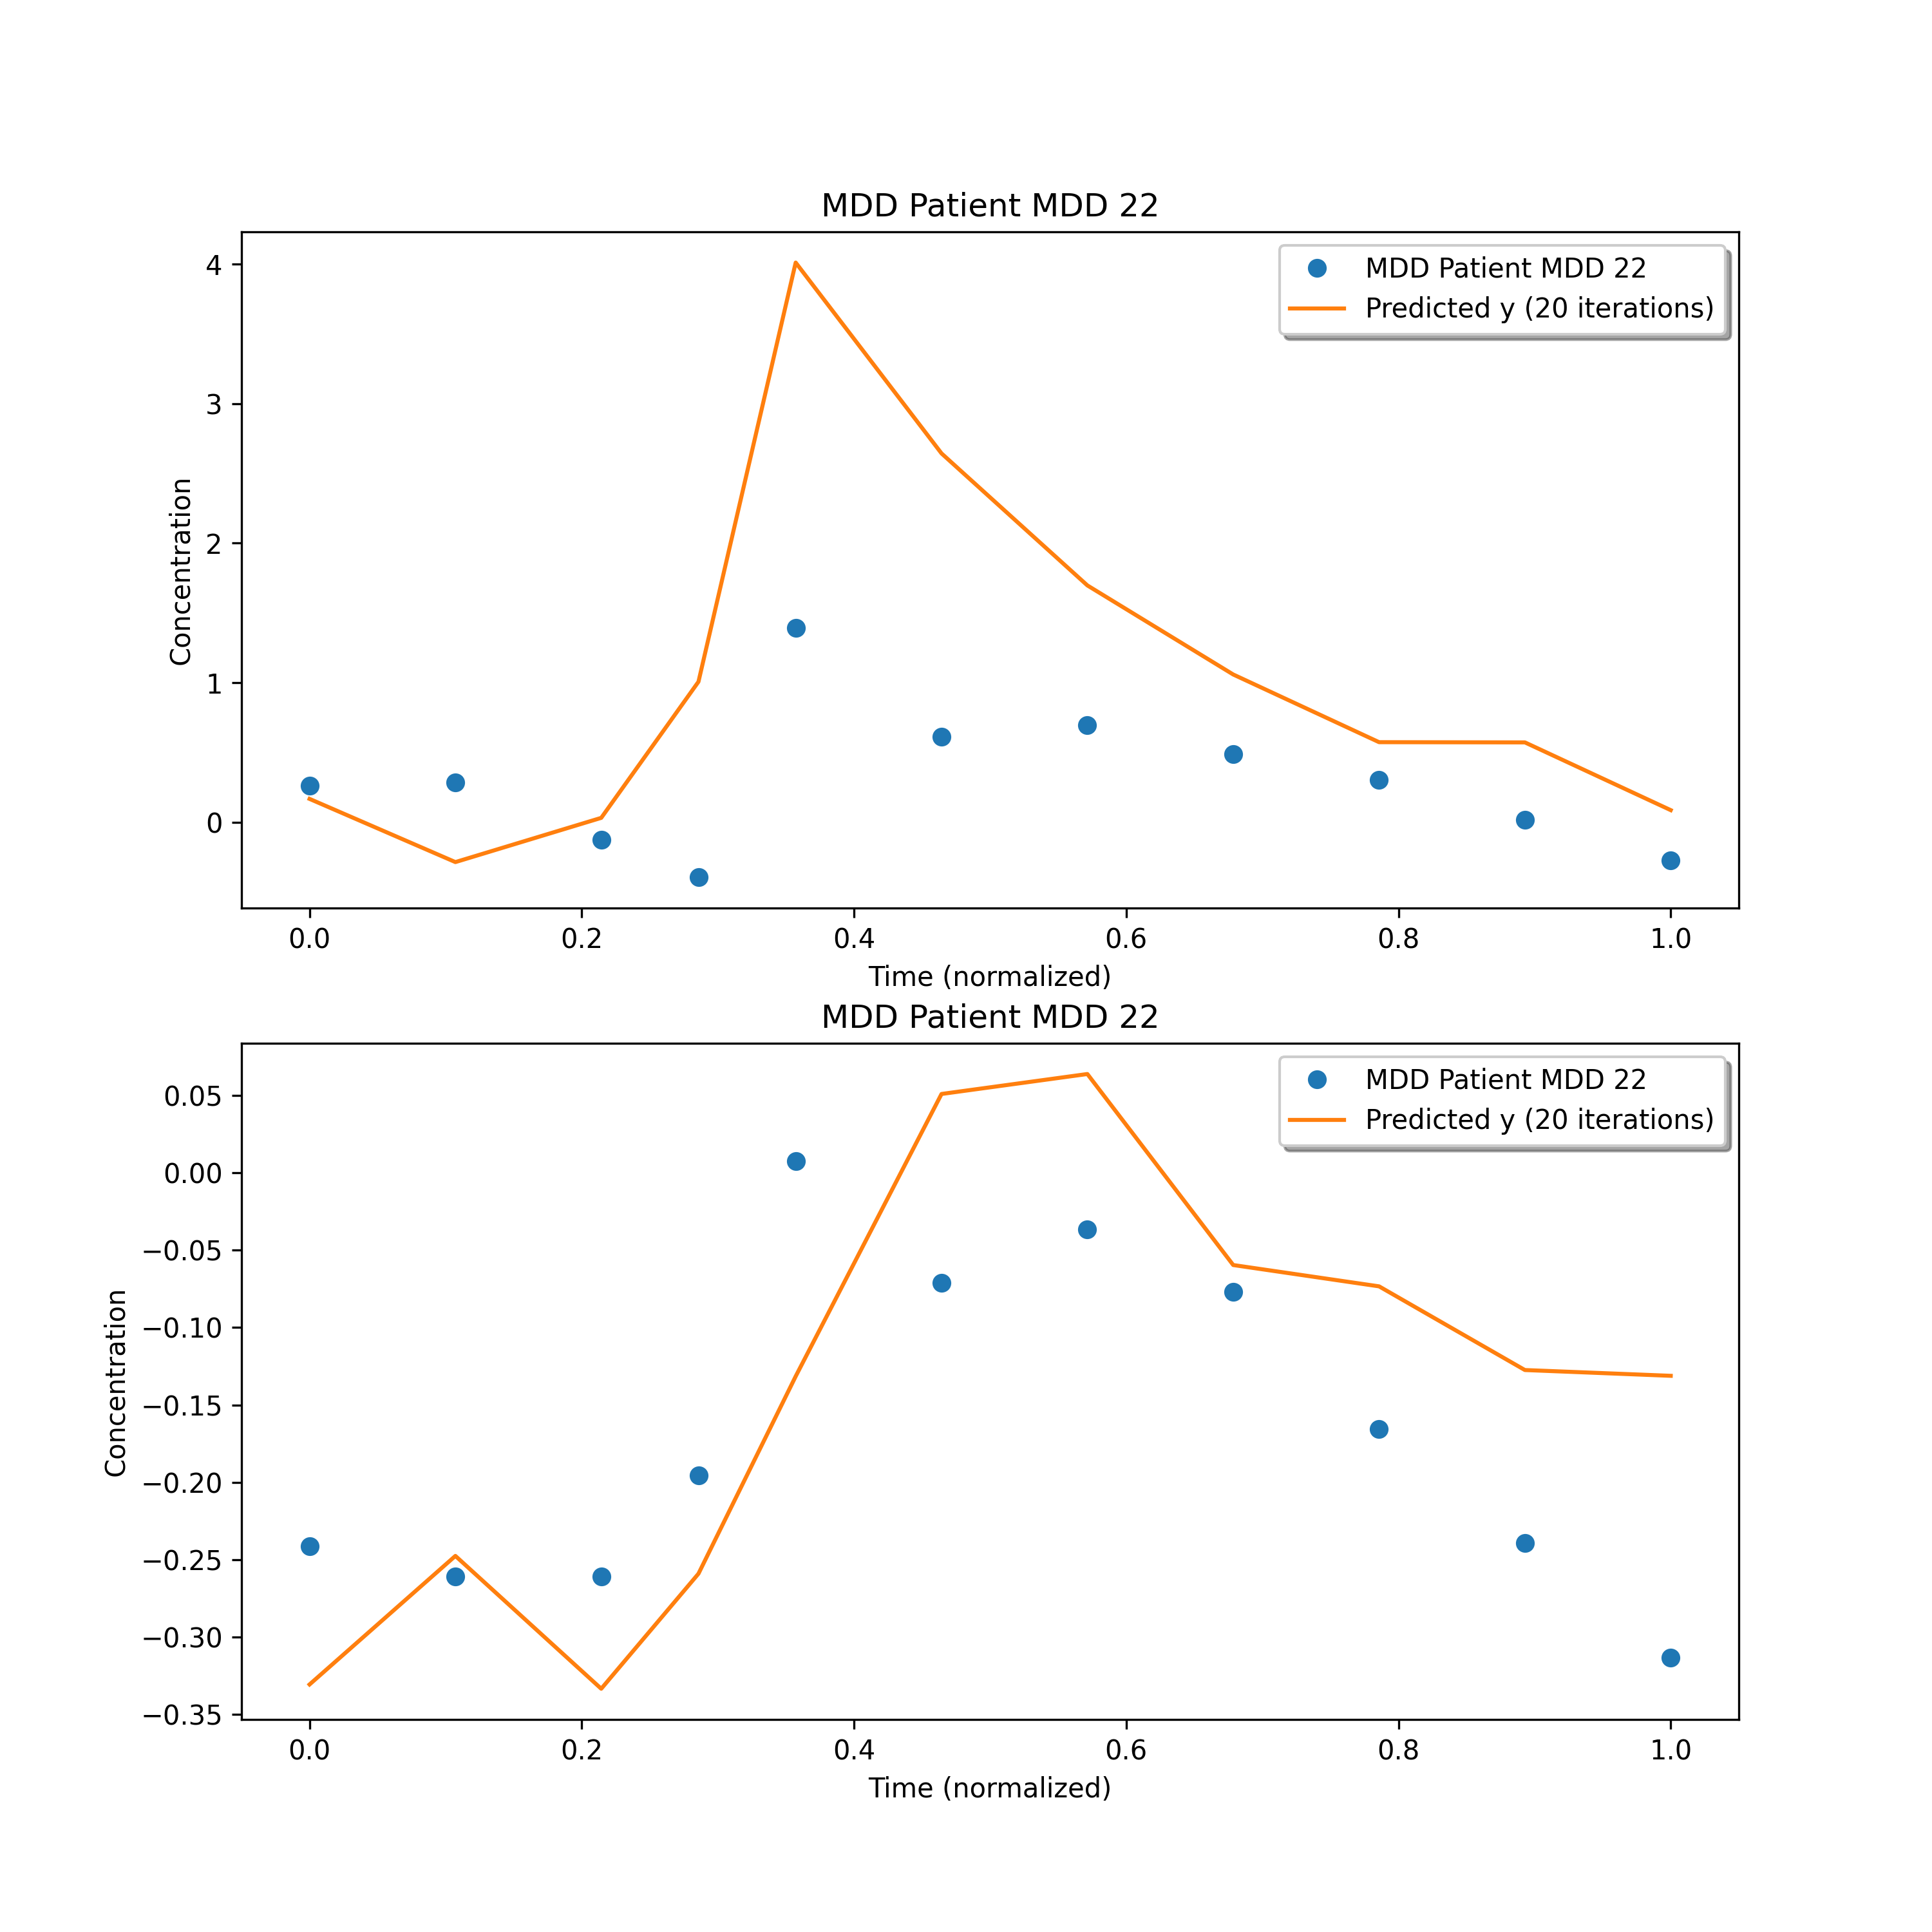 MDD Patient MDD 22
MDD Patient MDD 22
Predicted y (20 iterations)
4
3
2
1
0
Concentration
0.0 0.2 0.4 0.6 0.8 1.0
Time (normalized)
MDD Patient MDD 22
MDD Patient MDD 22
Predicted y (20 iterations)
0.05
0.00
−0.05
−0.10
−0.15
−0.20
−0.25
−0.30
−0.35
Concentration
0.0 0.2 0.4 0.6 0.8 1.0
Time (normalized)